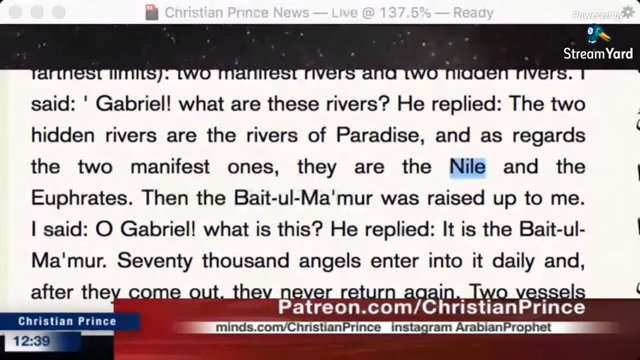 Christian Prince News — Live @ 137.5% — Ready
Powered by
StreamYard
farthest limits): two manifest rivers and two hidden rivers. I
said: ' Gabriel! what are these rivers? He replied: The two
hidden rivers are the rivers of Paradise, and as regards
the two manifest ones, they are the Nile and the
Euphrates. Then the Bait-ul-Ma'mur was raised up to me.
I said: O Gabriel! what is this? He replied: It is the Bait-ul-
Ma'mur. Seventy thousand angels enter into it daily and,
after they come out, they never return again. Two vessels
Patreon.com/ChristianPrince
Christian Prince
minds.com/ChristianPrince instagram ArabianProphet
12:39